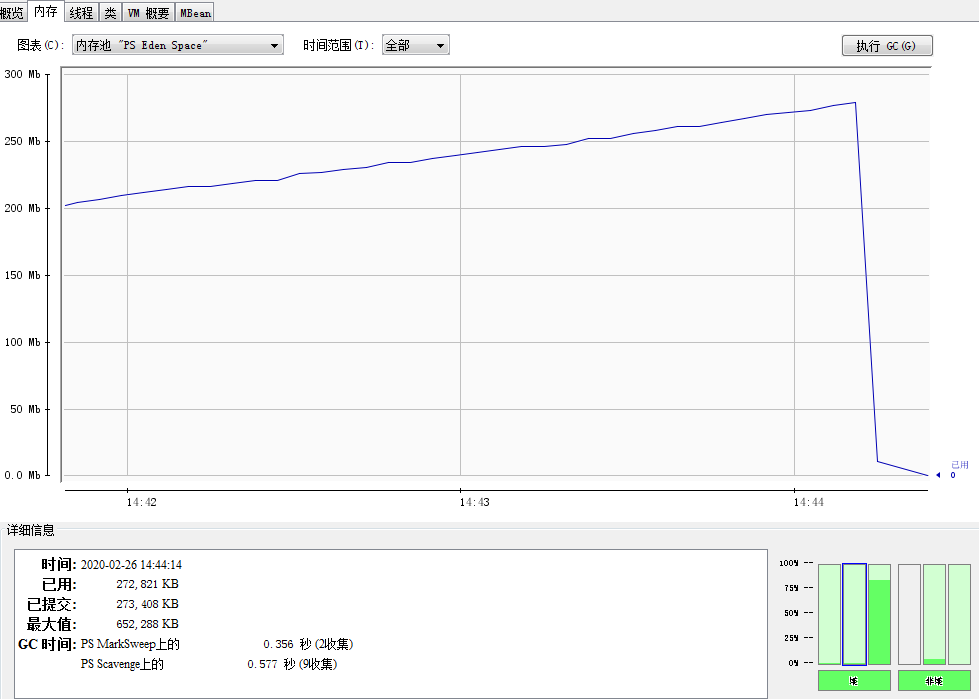 概览 内存 线程 类 VM 概要 MBean
图表(C): 内存池 "PS Eden Space" 时间范围(I): 全部 执行 GC(G)
300 Mb
250 Mb
200 Mb
150 Mb
100 Mb
50 Mb
0.0 Mb
已用
0
14:42 14:43 14:44
详细信息
时间: 2020-02-26 14:44:14
已用: 272,821 KB
已提交: 273,408 KB
最大值: 652,288 KB
GC 时间: PS MarkSweep上的 0.356 秒 (2收集)
PS Scavenge上的 0.577 秒 (9收集)
100% --
75% --
50% --
25% --
0% --
堆 非堆